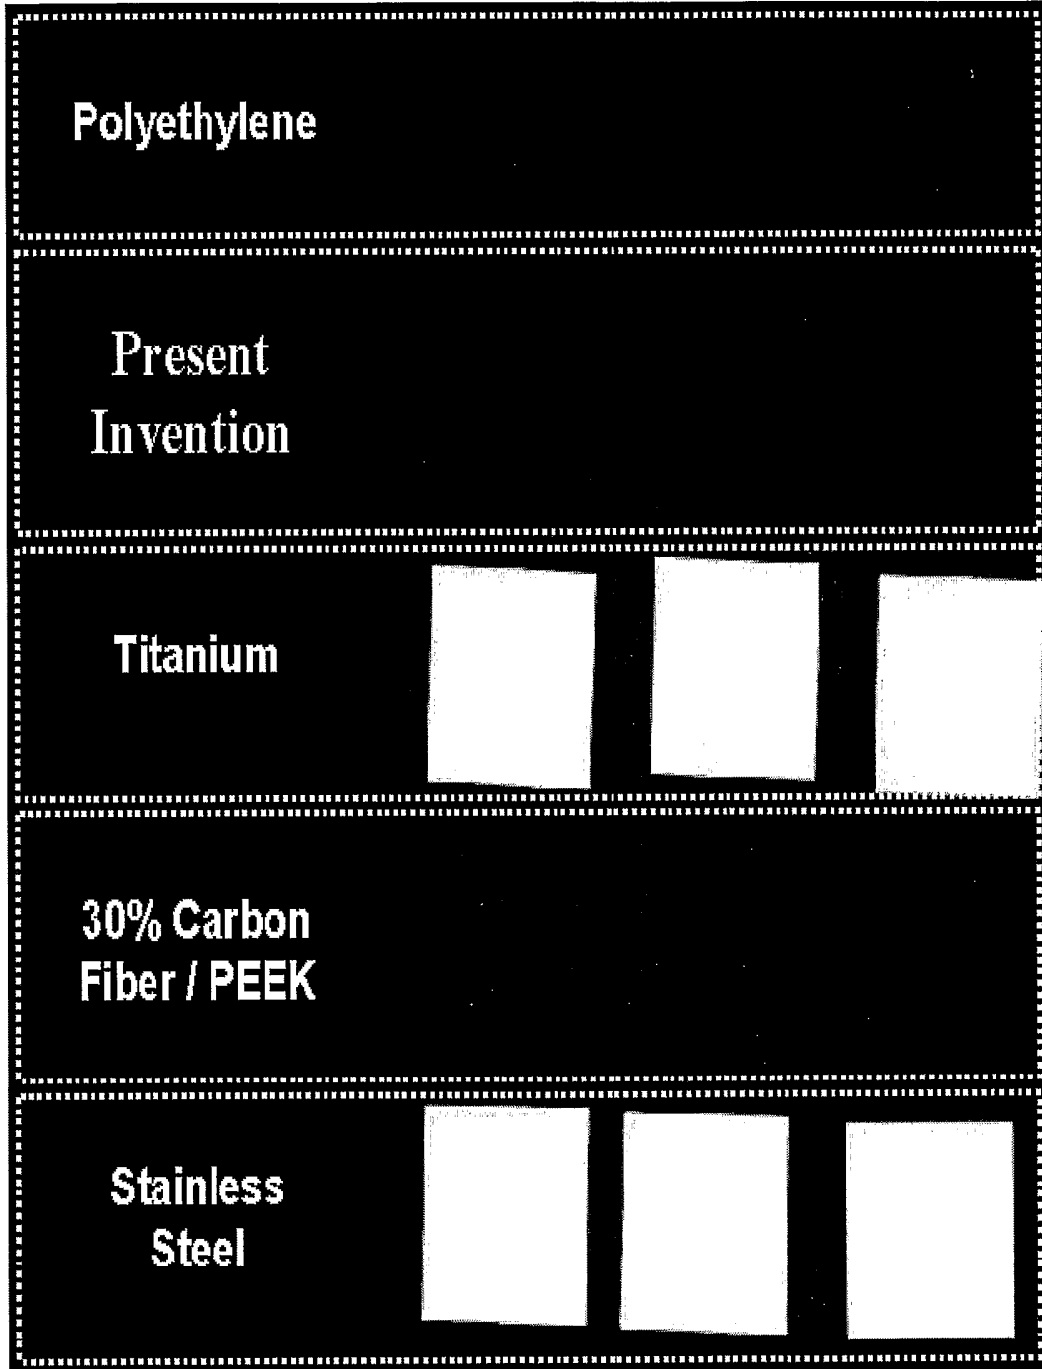 Polyethylene
Present
Invention
Titanium
30% Carbon
Fiber / PEEK
Stainless
Steel